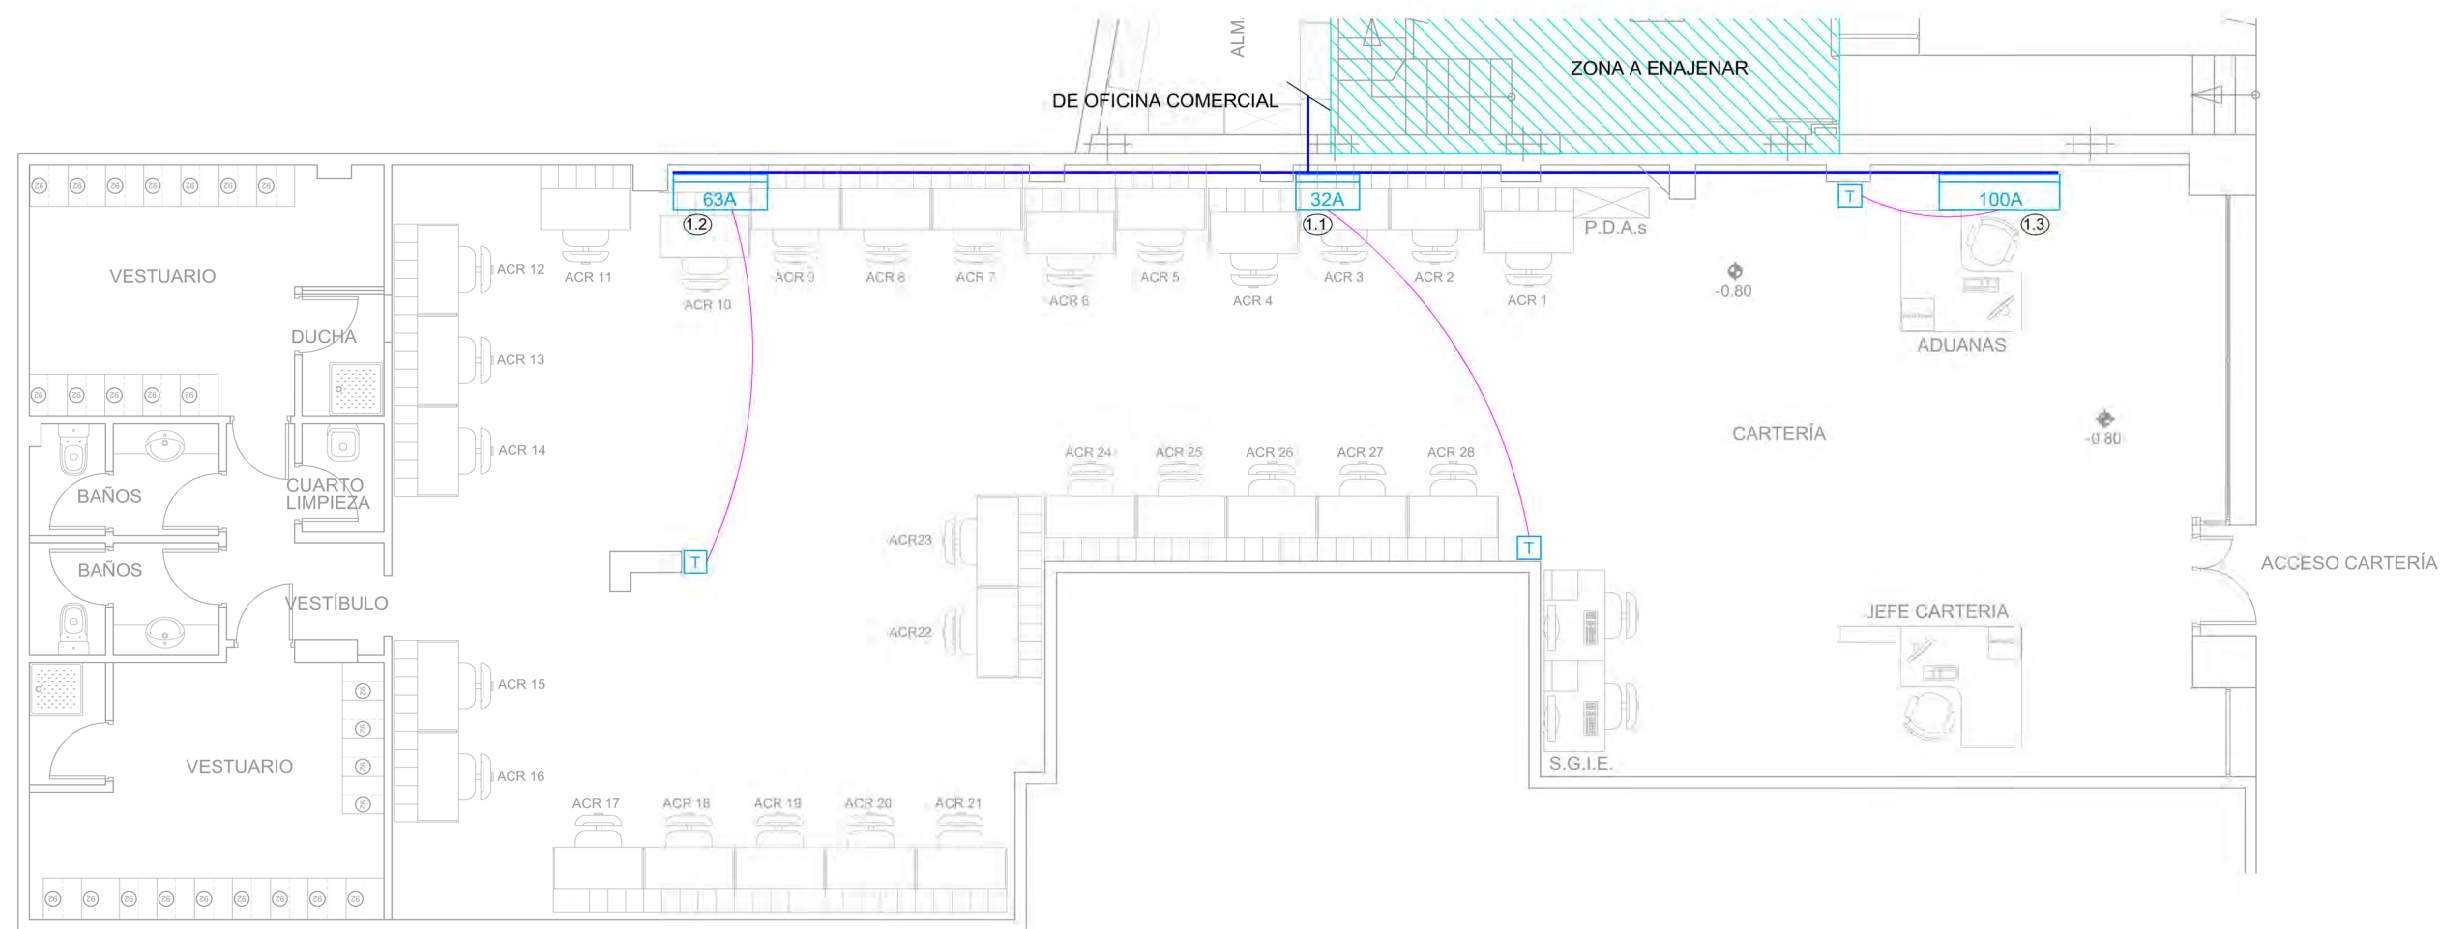 ALM.
ZONA A ENAJENAR
DE OFICINA COMERCIAL
63A
32A
T
100A
1.2
1.1
1.3
P.D.A.s
VESTUARIO
ACR 12
ACR 11
ACR 10
ACR 9
ACR 8
ACR 7
ACR 6
ACR 5
ACR 4
ACR 3
ACR 2
ACR 1
-0.80
DUCHA
ADUANAS
ACR 13
CARTERÍA
-0.80
ACR 14
ACR 24
ACR 25
ACR 26
ACR 27
ACR 28
CUARTO
LIMPIEZA
BAÑOS
ACR23
T
T
BAÑOS
ACCESO CARTERÍA
VESTÍBULO
JEFE CARTERIA
ACR22
ACR 15
VESTUARIO
S.G.I.E.
ACR 16
ACR 17
ACR 18
ACR 19
ACR 20
ACR 21